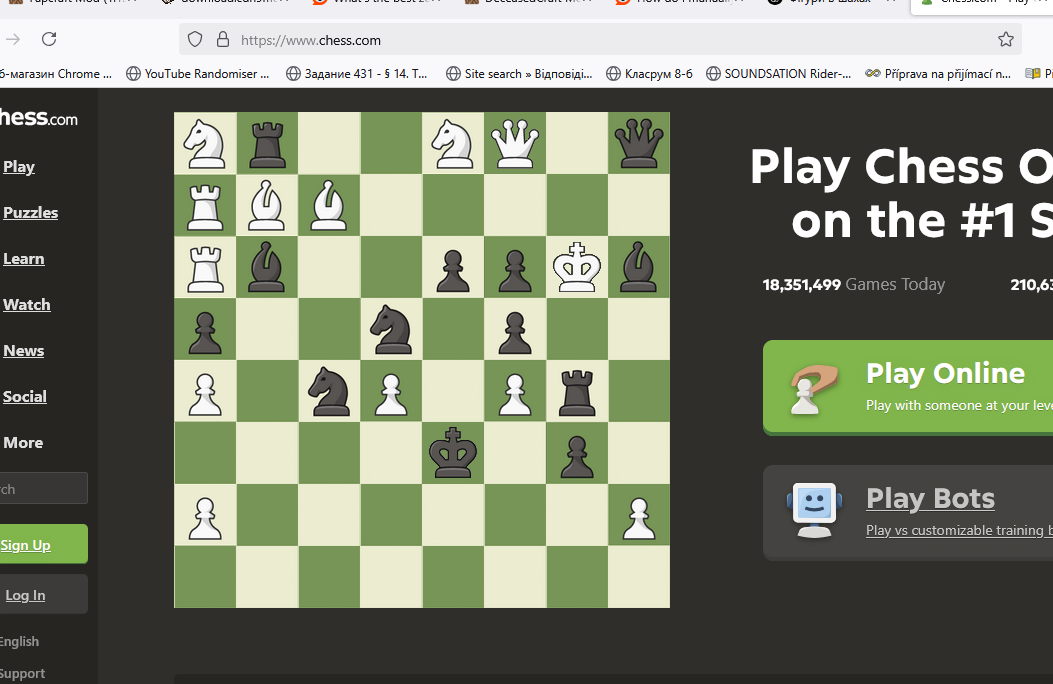 https://www.chess.com
б-магазин Chrome ...
YouTube Randomiser ...
Задание 431 - § 14. Т...
Site search » Відповіді...
Класрум 8-б
SOUNDSATION Rider-...
Příprava na přijímací n...
hess.com
Play
Puzzles
Learn
Watch
News
Social
More
rch
Sign Up
Log In
English
Support
Play Chess O
on the #1 S
18,351,499 Games Today
210,63
Play Online
Play with someone at your leve
Play Bots
Play vs customizable training b